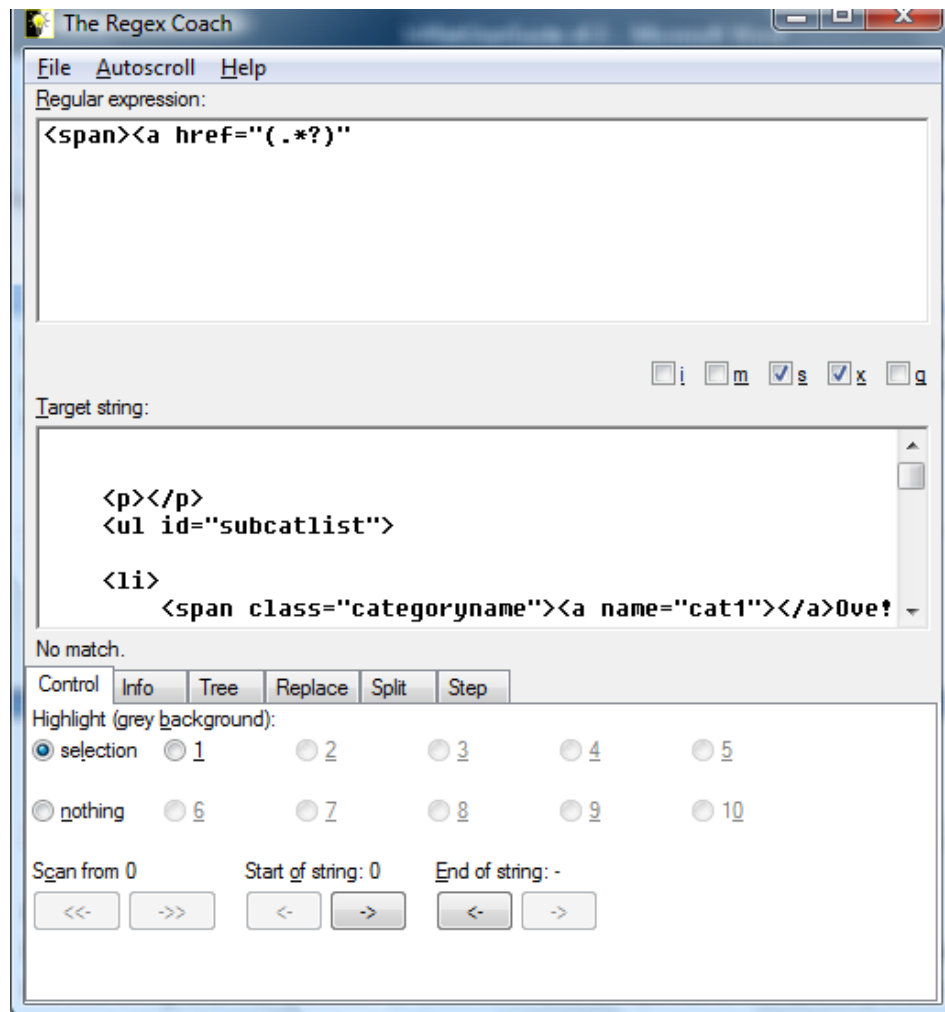 The Regex Coach
File Autoscroll Help
Regular expression:
<span><a href="(.*?)"
i m s x g
Target string:
<p></p>
<ul id="subcatlist">
<li>
<span class="categoryname"><a name="cat1"></a>Ove!
No match.
Control Info Tree Replace Split Step
Highlight (grey background):
selection 1 2 3 4 5
nothing 6 7 8 9 10
Scan from 0 Start of string: 0 End of string: -
<<- ->> <- -> <- ->